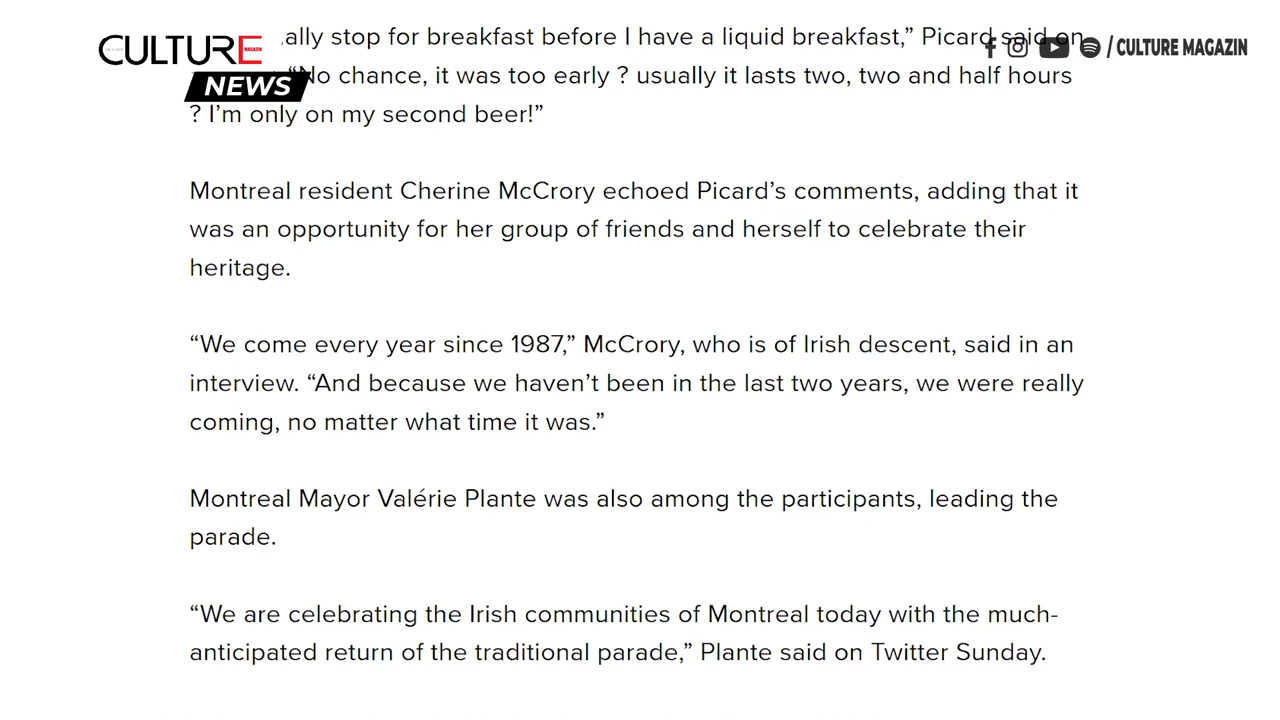 CULTURE
MAGAZIN
NEWS
/ CULTURE MAGAZIN
ally stop for breakfast before I have a liquid breakfast,” Picard said on
“No chance, it was too early ? usually it lasts two, two and half hours
? I’m only on my second beer!”
Montreal resident Cherine McCrory echoed Picard’s comments, adding that it
was an opportunity for her group of friends and herself to celebrate their
heritage.
“We come every year since 1987,” McCrory, who is of Irish descent, said in an
interview. “And because we haven’t been in the last two years, we were really
coming, no matter what time it was.”
Montreal Mayor Valérie Plante was also among the participants, leading the
parade.
“We are celebrating the Irish communities of Montreal today with the much-
anticipated return of the traditional parade,” Plante said on Twitter Sunday.